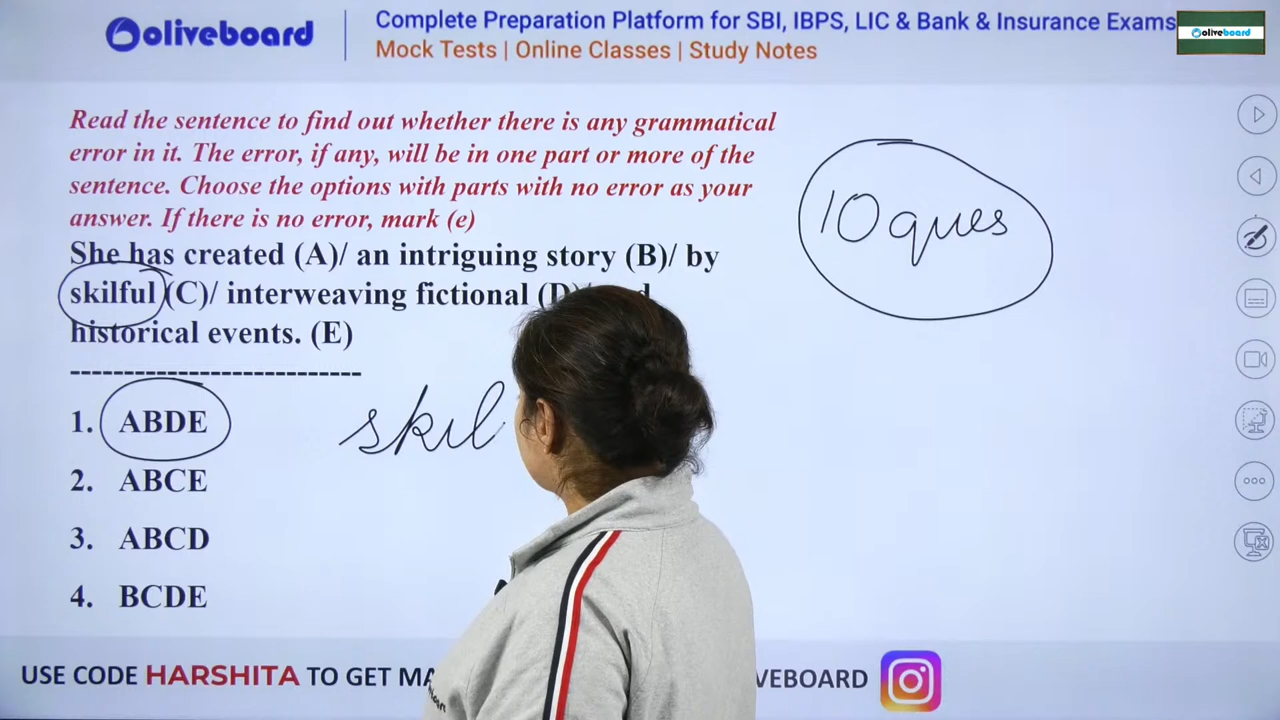 oliveboard
Complete Preparation Platform for SBI, IBPS, LIC & Bank & Insurance Exams
Mock Tests | Online Classes | Study Notes
oliveboard
Read the sentence to find out whether there is any grammatical
error in it. The error, if any, will be in one part or more of the
sentence. Choose the options with parts with no error as your
answer. If there is no error, mark (e)
She has created (A)/ an intriguing story (B)/ by
skilful (C)/ interweaving fictional (D)/
historical events. (E)
10 ques
1. ABDE
skil
2. ABCE
3. ABCD
4. BCDE
USE CODE HARSHITA TO GET